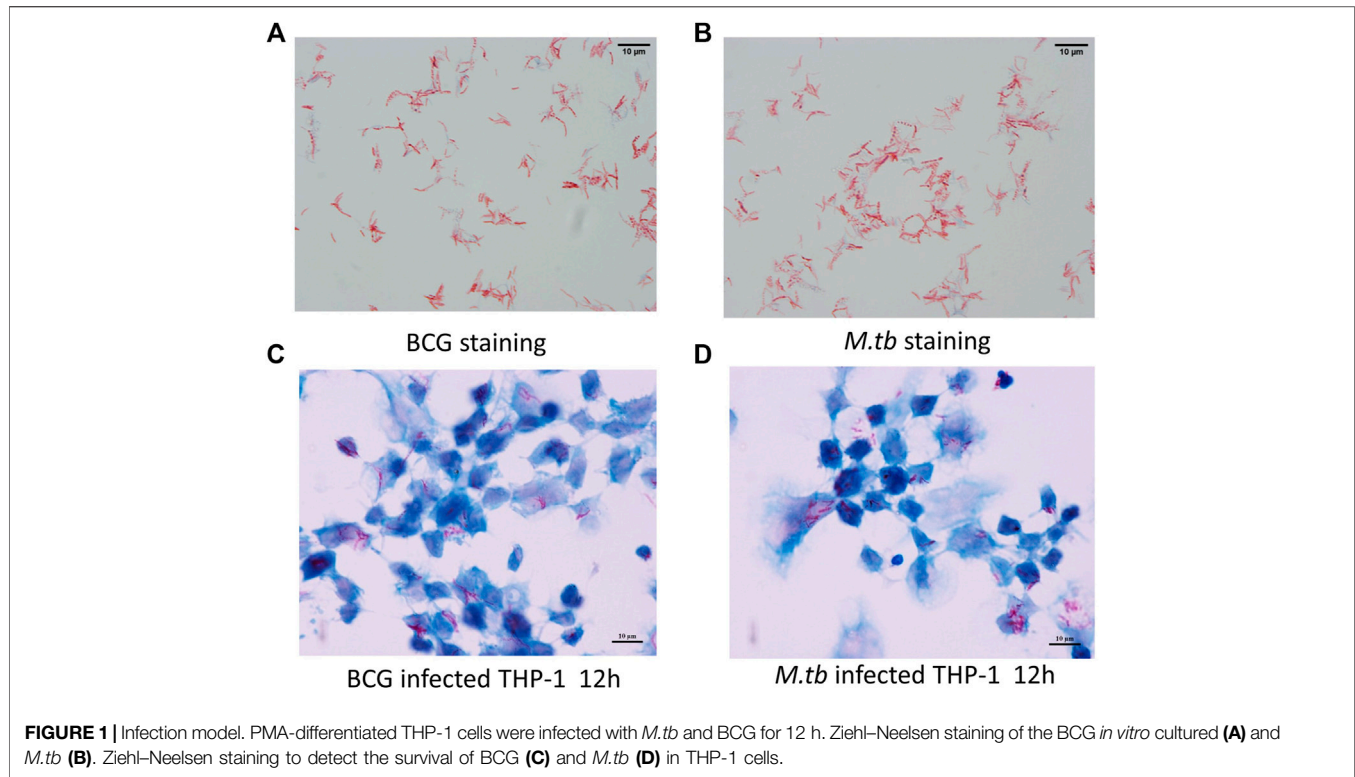 A
10 µm
B
10 µm
BCG staining
M.tb staining
C
10 µm
D
10 µm
BCG infected THP-1 12h
M.tb infected THP-1 12h
FIGURE 1 | Infection model. PMA-differentiated THP-1 cells were infected with M.tb and BCG for 12 h. Ziehl–Neelsen staining of the BCG in vitro cultured (A) and
M.tb (B). Ziehl–Neelsen staining to detect the survival of BCG (C) and M.tb (D) in THP-1 cells.